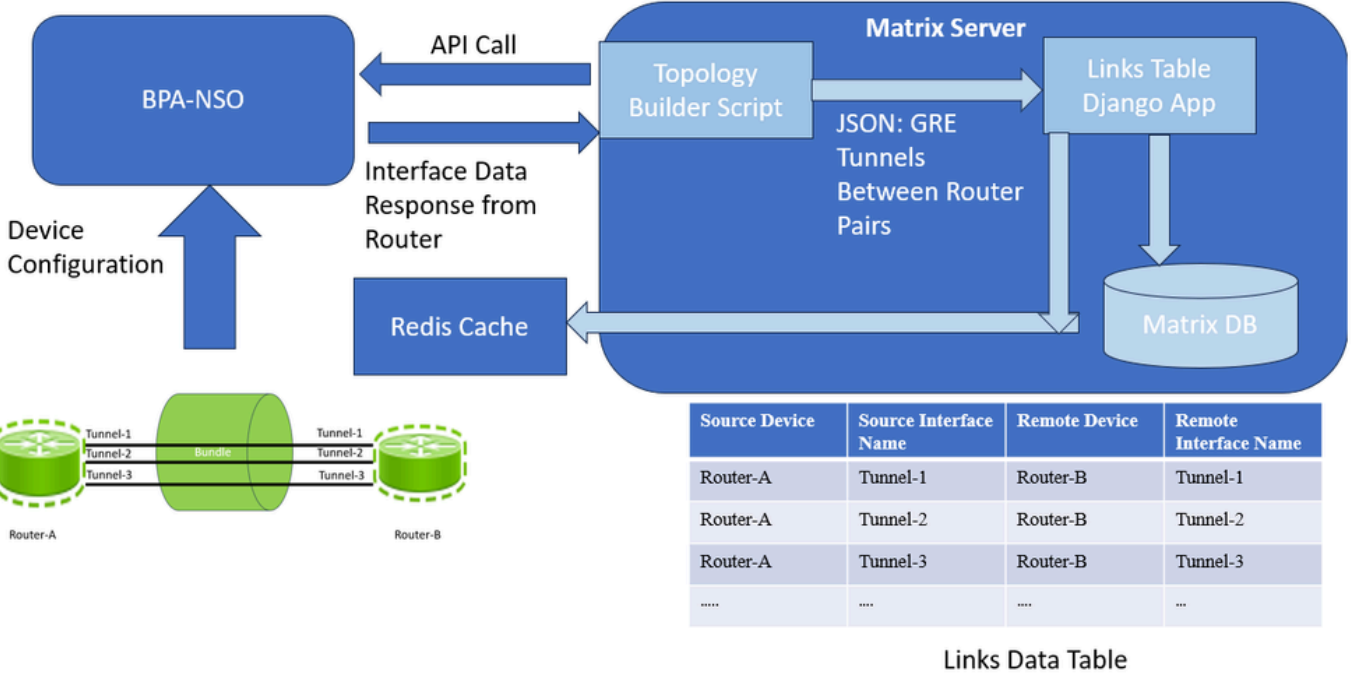 Matrix Server
BPA-NSO
API Call
Topology
Builder Script
Links Table
Django App
JSON: GRE
Tunnels
Between Router
Pairs
Interface Data
Response from
Router
Device
Configuration
Redis Cache
Matrix DB
Tunnel-1
Tunnel-2
Tunnel-3
Bundle
Tunnel-1
Tunnel-2
Tunnel-3
Router-A
Router-B
Source Device Source Interface Name Remote Device Remote Interface Name
Router-A Tunnel-1 Router-B Tunnel-1
Router-A Tunnel-2 Router-B Tunnel-2
Router-A Tunnel-3 Router-B Tunnel-3
..... .... .... ...
Links Data Table